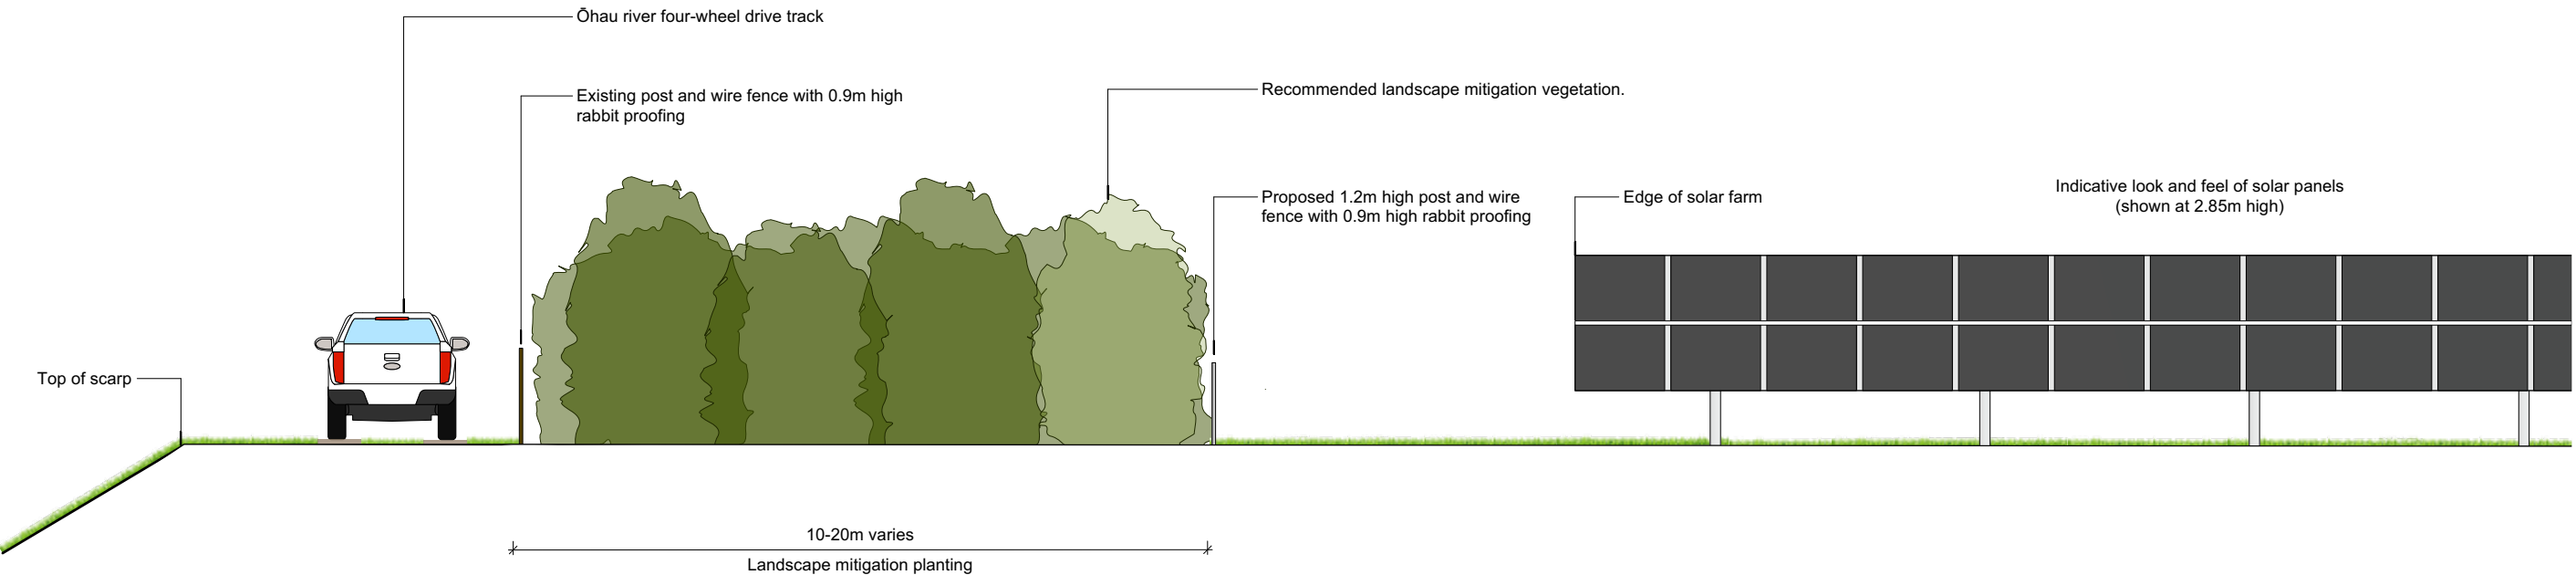 Ōhau river four-wheel drive track
Existing post and wire fence with 0.9m high
rabbit proofing
Recommended landscape mitigation vegetation.
Proposed 1.2m high post and wire
fence with 0.9m high rabbit proofing
Edge of solar farm
Indicative look and feel of solar panels
(shown at 2.85m high)
Top of scarp
10-20m varies
Landscape mitigation planting